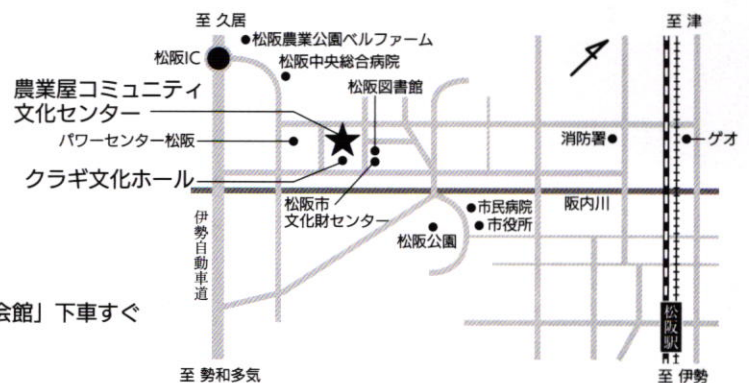 至 久居
至 津
松阪農業公園ベルファーム
松阪IC
松阪中央総合病院
農業屋コミュニティ
文化センター
松阪図書館
パワーセンター松阪
消防署
ゲオ
クラギ文化ホール
松阪市
文化財センター
市民病院
阪内川
市役所
松阪公園
伊勢自動車道
会館」下車すぐ
松阪駅
至 勢和多気
至 伊勢